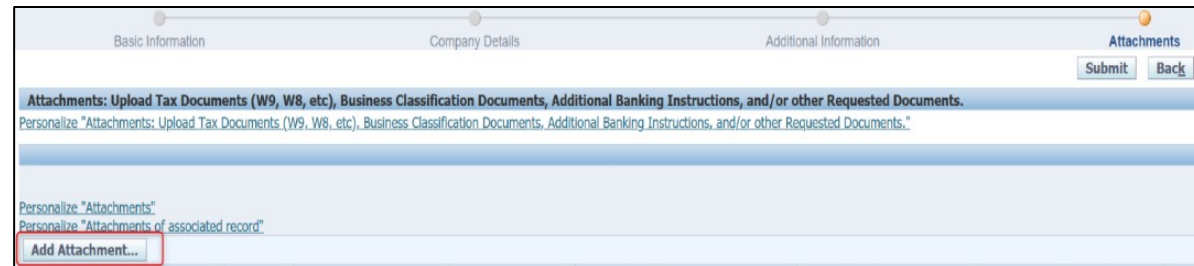 Basic Information Company Details Additional Information Attachments
Submit Back
Attachments: Upload Tax Documents (W9, W8, etc), Business Classification Documents, Additional Banking Instructions, and/or other Requested Documents.
Personalize "Attachments: Upload Tax Documents (W9, W8, etc), Business Classification Documents, Additional Banking Instructions, and/or other Requested Documents."
Personalize "Attachments"
Personalize "Attachments of associated record"
Add Attachment...